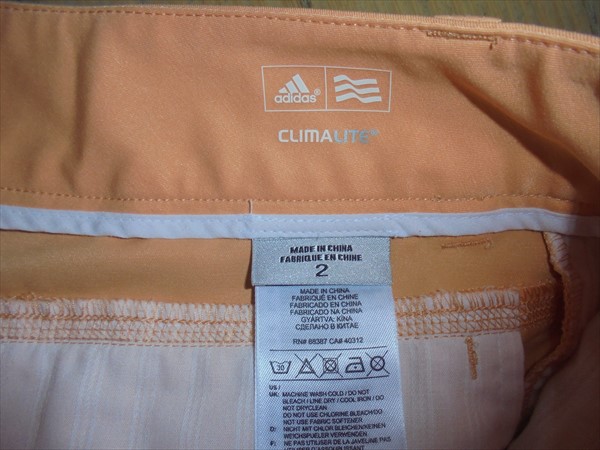 adidas®
CLIMALITE®
MADE IN CHINA
FABRIQUE EN CHINE
2
MADE IN CHINA
FABRIQUE EN CHINE
FABRICADO EN CHINA
FABRICADO NA CHINA
GYÁRTVA: KÍNA
СДЕЛАНО В КИТАЕ
RN# 88387 CA# 40312
30
US /
UK: MACHINE WASH COLD / DO NOT
BLEACH / LINE DRY / COOL IRON / DO
NOT DRYCLEAN
DO NOT USE CHLORINE BLEACH/DO
NOT USE FABRIC SOFTENER
D: NICHT MIT CHLOR BLEICHEN/KEINEN
WEICHSPUELER VERWENDEN
F: NE PAS UTILISER DE LA JAVEL/NE PAS